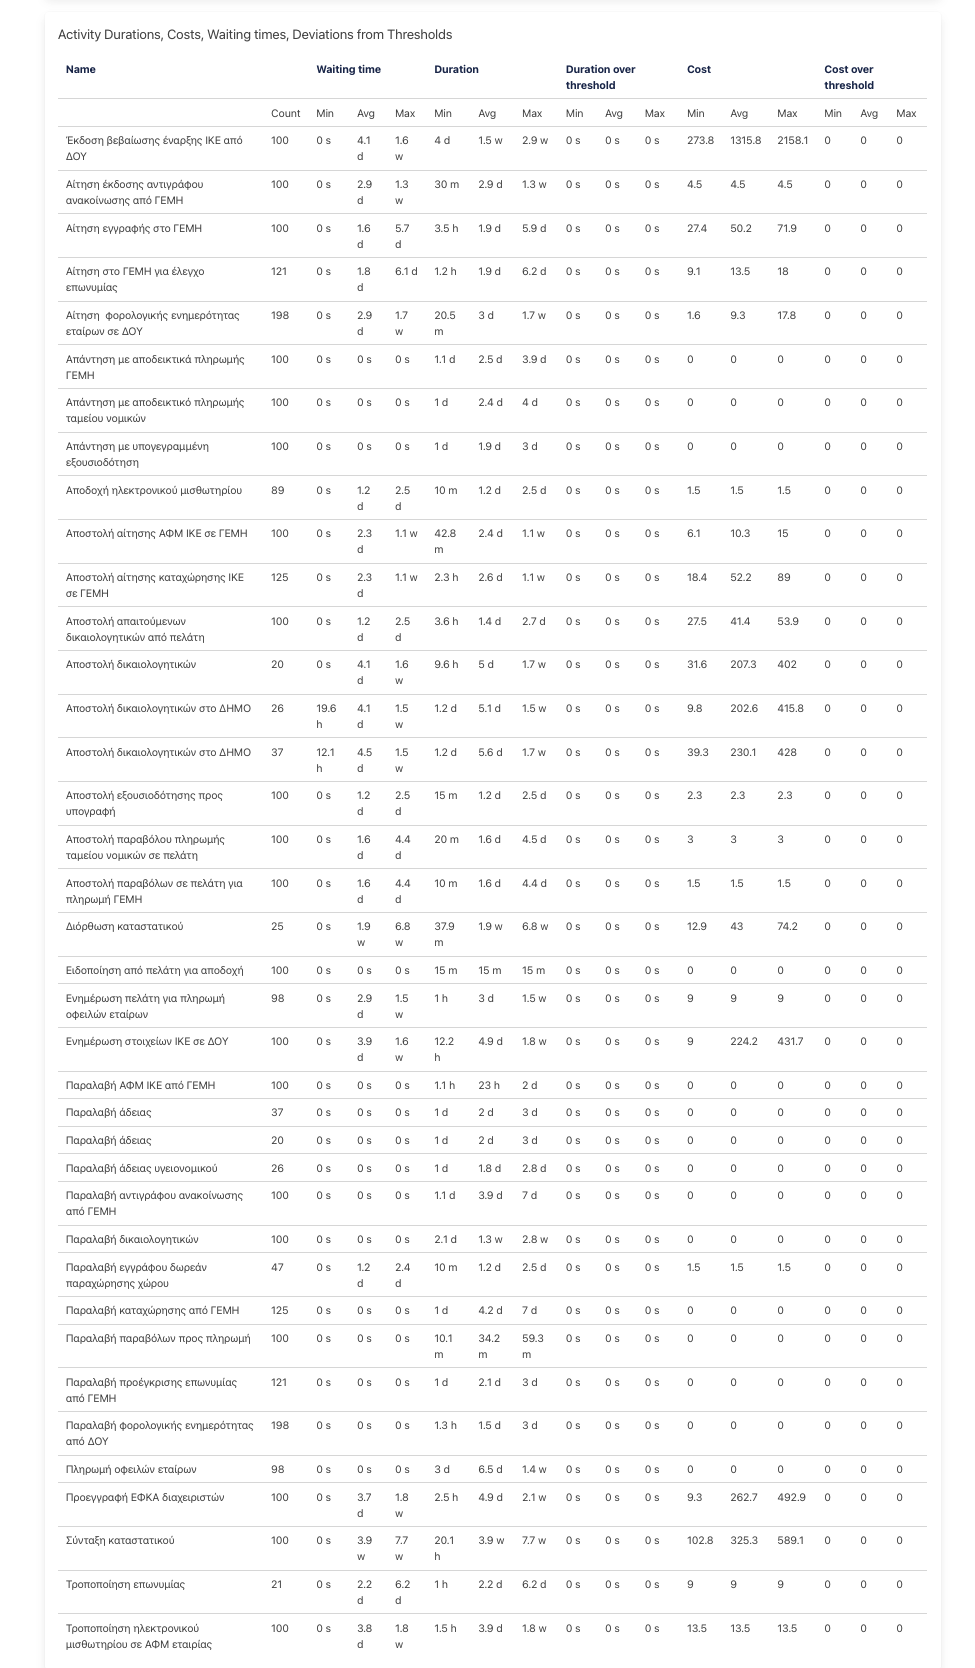 Activity Durations, Costs, Waiting times, Deviations from Thresholds
Name Waiting time Duration Duration over threshold Cost Cost over threshold
Count Min Avg Max Min Avg Max Min Avg Max Min Avg Max Min Avg Max
Έκδοση βεβαίωσης έναρξης ΙΚΕ από ΔΟΥ 100 0 s 4.1 d 1.6 w 4 d 1.5 w 2.9 w 0 s 0 s 0 s 273.8 1315.8 2158.1 0 0 0
Αίτηση έκδοσης αντιγράφου ανακοίνωσης από ΓΕΜΗ 100 0 s 2.9 d 1.3 w 30 m 2.9 d 1.3 w 0 s 0 s 0 s 4.5 4.5 4.5 0 0 0
Αίτηση εγγραφής στο ΓΕΜΗ 100 0 s 1.6 d 5.7 d 3.5 h 1.9 d 5.9 d 0 s 0 s 0 s 27.4 50.2 71.9 0 0 0
Αίτηση στο ΓΕΜΗ για έλεγχο επωνυμίας 121 0 s 1.8 d 6.1 d 1.2 h 1.9 d 6.2 d 0 s 0 s 0 s 9.1 13.5 18 0 0 0
Αίτηση φορολογικής ενημερότητας εταίρων σε ΔΟΥ 198 0 s 2.9 d 1.7 w 20.5 m 3 d 1.7 w 0 s 0 s 0 s 1.6 9.3 17.8 0 0 0
Απάντηση με αποδεικτικά πληρωμής ΓΕΜΗ 100 0 s 0 s 0 s 1.1 d 2.5 d 3.9 d 0 s 0 s 0 s 0 0 0 0 0 0
Απάντηση με αποδεικτικό πληρωμής ταμείου νομικών 100 0 s 0 s 0 s 1 d 2.4 d 4 d 0 s 0 s 0 s 0 0 0 0 0 0
Απάντηση με υπογεγραμμένη εξουσιοδότηση 100 0 s 0 s 0 s 1 d 1.9 d 3 d 0 s 0 s 0 s 0 0 0 0 0 0
Αποδοχή ηλεκτρονικού μισθωτηρίου 89 0 s 1.2 d 2.5 d 10 m 1.2 d 2.5 d 0 s 0 s 0 s 1.5 1.5 1.5 0 0 0
Αποστολή αίτησης ΑΦΜ ΙΚΕ σε ΓΕΜΗ 100 0 s 2.3 d 1.1 w 42.8 m 2.4 d 1.1 w 0 s 0 s 0 s 6.1 10.3 15 0 0 0
Αποστολή αίτησης καταχώρησης ΙΚΕ σε ΓΕΜΗ 125 0 s 2.3 d 1.1 w 2.3 h 2.6 d 1.1 w 0 s 0 s 0 s 18.4 52.2 89 0 0 0
Αποστολή απαιτούμενων δικαιολογητικών από πελάτη 100 0 s 1.2 d 2.5 d 3.6 h 1.4 d 2.7 d 0 s 0 s 0 s 27.5 41.4 53.9 0 0 0
Αποστολή δικαιολογητικών 20 0 s 4.1 d 1.6 w 9.6 h 5 d 1.7 w 0 s 0 s 0 s 31.6 207.3 402 0 0 0
Αποστολή δικαιολογητικών στο ΔΗΜΟ 26 19.6 h 4.1 d 1.5 w 1.2 d 5.1 d 1.5 w 0 s 0 s 0 s 9.8 202.6 415.8 0 0 0
Αποστολή δικαιολογητικών στο ΔΗΜΟ 37 12.1 h 4.5 d 1.5 w 1.2 d 5.6 d 1.7 w 0 s 0 s 0 s 39.3 230.1 428 0 0 0
Αποστολή εξουσιοδότησης προς υπογραφή 100 0 s 1.2 d 2.5 d 15 m 1.2 d 2.5 d 0 s 0 s 0 s 2.3 2.3 2.3 0 0 0
Αποστολή παραβόλου πληρωμής ταμείου νομικών σε πελάτη 100 0 s 1.6 d 4.4 d 20 m 1.6 d 4.5 d 0 s 0 s 0 s 3 3 3 0 0 0
Αποστολή παραβόλων σε πελάτη για πληρωμή ΓΕΜΗ 100 0 s 1.6 d 4.4 d 10 m 1.6 d 4.4 d 0 s 0 s 0 s 1.5 1.5 1.5 0 0 0
Διόρθωση καταστατικού 25 0 s 1.9 w 6.8 w 37.9 m 1.9 w 6.8 w 0 s 0 s 0 s 12.9 43 74.2 0 0 0
Ειδοποίηση από πελάτη για αποδοχή 100 0 s 0 s 0 s 15 m 15 m 15 m 0 s 0 s 0 s 0 0 0 0 0 0
Ενημέρωση πελάτη για πληρωμή οφειλών εταίρων 98 0 s 2.9 d 1.5 w 1 h 3 d 1.5 w 0 s 0 s 0 s 9 9 9 0 0 0
Ενημέρωση στοιχείων ΙΚΕ σε ΔΟΥ 100 0 s 3.9 d 1.6 w 12.2 h 4.9 d 1.8 w 0 s 0 s 0 s 9 224.2 431.7 0 0 0
Παραλαβή ΑΦΜ ΙΚΕ από ΓΕΜΗ 100 0 s 0 s 0 s 1.1 h 23 h 2 d 0 s 0 s 0 s 0 0 0 0 0 0
Παραλαβή άδειας 37 0 s 0 s 0 s 1 d 2 d 3 d 0 s 0 s 0 s 0 0 0 0 0 0
Παραλαβή άδειας 20 0 s 0 s 0 s 1 d 2 d 3 d 0 s 0 s 0 s 0 0 0 0 0 0
Παραλαβή άδειας υγειονομικού 26 0 s 0 s 0 s 1 d 1.8 d 2.8 d 0 s 0 s 0 s 0 0 0 0 0 0
Παραλαβή αντιγράφου ανακοίνωσης από ΓΕΜΗ 100 0 s 0 s 0 s 1.1 d 3.9 d 7 d 0 s 0 s 0 s 0 0 0 0 0 0
Παραλαβή δικαιολογητικών 100 0 s 0 s 0 s 2.1 d 1.3 w 2.8 w 0 s 0 s 0 s 0 0 0 0 0 0
Παραλαβή εγγράφου δωρεάν παραχώρησης χώρου 47 0 s 1.2 d 2.4 d 10 m 1.2 d 2.5 d 0 s 0 s 0 s 1.5 1.5 1.5 0 0 0
Παραλαβή καταχώρησης από ΓΕΜΗ 125 0 s 0 s 0 s 1 d 4.2 d 7 d 0 s 0 s 0 s 0 0 0 0 0 0
Παραλαβή παραβόλων προς πληρωμή 100 0 s 0 s 0 s 10.1 m 34.2 m 59.3 m 0 s 0 s 0 s 0 0 0 0 0 0
Παραλαβή προέγκρισης επωνυμίας από ΓΕΜΗ 121 0 s 0 s 0 s 1 d 2.1 d 3 d 0 s 0 s 0 s 0 0 0 0 0 0
Παραλαβή φορολογικής ενημερότητας από ΔΟΥ 198 0 s 0 s 0 s 1.3 h 1.5 d 3 d 0 s 0 s 0 s 0 0 0 0 0 0
Πληρωμή οφειλών εταίρων 98 0 s 0 s 0 s 3 d 6.5 d 1.4 w 0 s 0 s 0 s 0 0 0 0 0 0
Προεγγραφή ΕΦΚΑ διαχειριστών 100 0 s 3.7 d 1.8 w 2.5 h 4.9 d 2.1 w 0 s 0 s 0 s 9.3 262.7 492.9 0 0 0
Σύνταξη καταστατικού 100 0 s 3.9 w 7.7 w 20.1 h 3.9 w 7.7 w 0 s 0 s 0 s 102.8 325.3 589.1 0 0 0
Τροποποίηση επωνυμίας 21 0 s 2.2 d 6.2 d 1 h 2.2 d 6.2 d 0 s 0 s 0 s 9 9 9 0 0 0
Τροποποίηση ηλεκτρονικού μισθωτηρίου σε ΑΦΜ εταιρίας 100 0 s 3.8 d 1.8 w 1.5 h 3.9 d 1.8 w 0 s 0 s 0 s 13.5 13.5 13.5 0 0 0